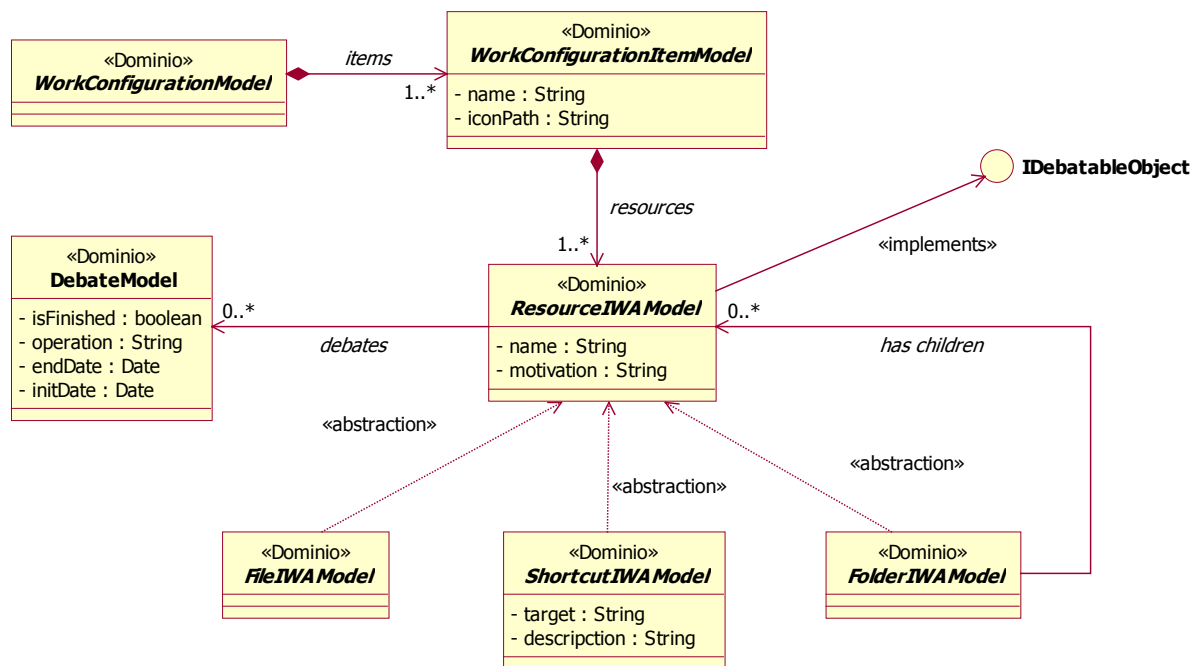 «Dominio»
WorkConfigurationModel
items
1..*
«Dominio»
WorkConfigurationItemModel
- name : String
- iconPath : String
resources
1..*
IDebatableObject
«implements»
«Dominio»
DebateModel
- isFinished : boolean
- operation : String
- endDate : Date
- initDate : Date
0..*
debates
«Dominio»
ResourceIWAModel
- name : String
- motivation : String
0..*
has children
«abstraction»
«abstraction»
«abstraction»
«Dominio»
FileIWAModel
«Dominio»
ShortcutIWAModel
- target : String
- descripction : String
«Dominio»
FolderIWAModel